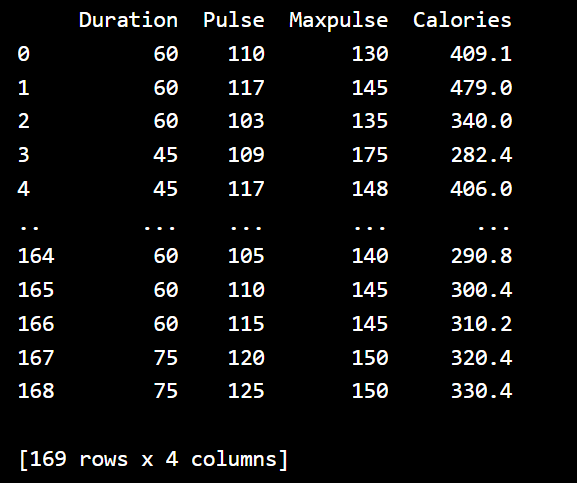 Duration Pulse Maxpulse Calories
0 60 110 130 409.1
1 60 117 145 479.0
2 60 103 135 340.0
3 45 109 175 282.4
4 45 117 148 406.0
.. ... ... ... ...
164 60 105 140 290.8
165 60 110 145 300.4
166 60 115 145 310.2
167 75 120 150 320.4
168 75 125 150 330.4
[169 rows x 4 columns]